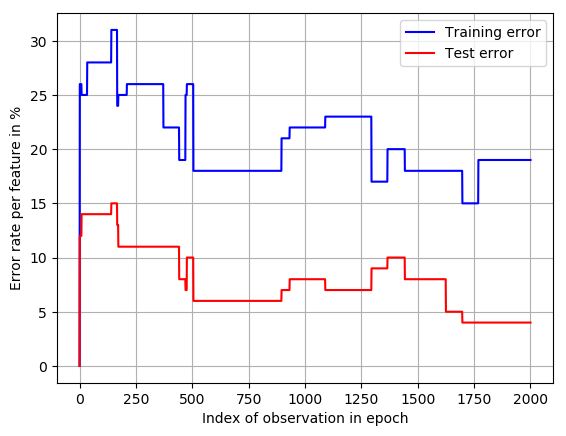 Training error
Test error
Error rate per feature in %
30
25
20
15
10
5
0
0 250 500 750 1000 1250 1500 1750 2000
Index of observation in epoch